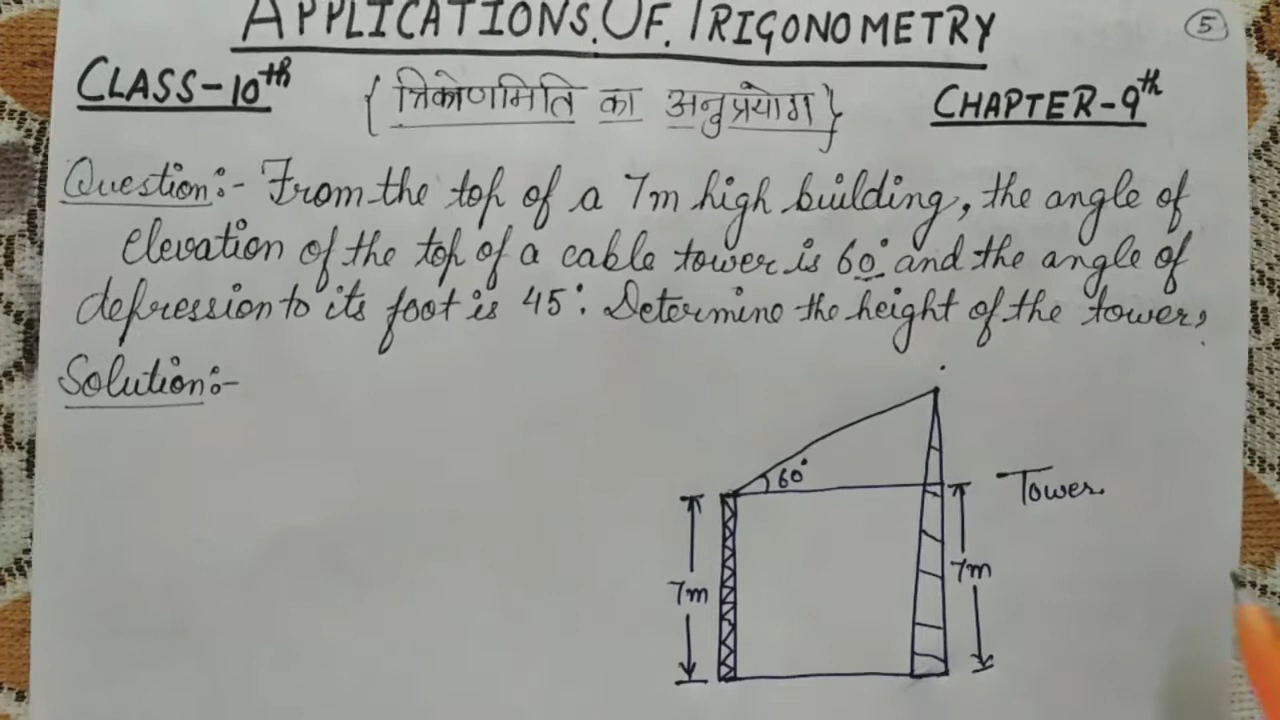 APPLICATIONS OF TRIGONOMETRY
5
CLASS-10th
{त्रिकोणमिति का अनुप्रयोग}
CHAPTER-9th
Question:- From the top of a 7m high building, the angle of
elevation of the top of a cable tower is 60° and the angle of
depression to its foot is 45°. Determine the height of the tower.
Solution:-
60°
Tower
7m
7m